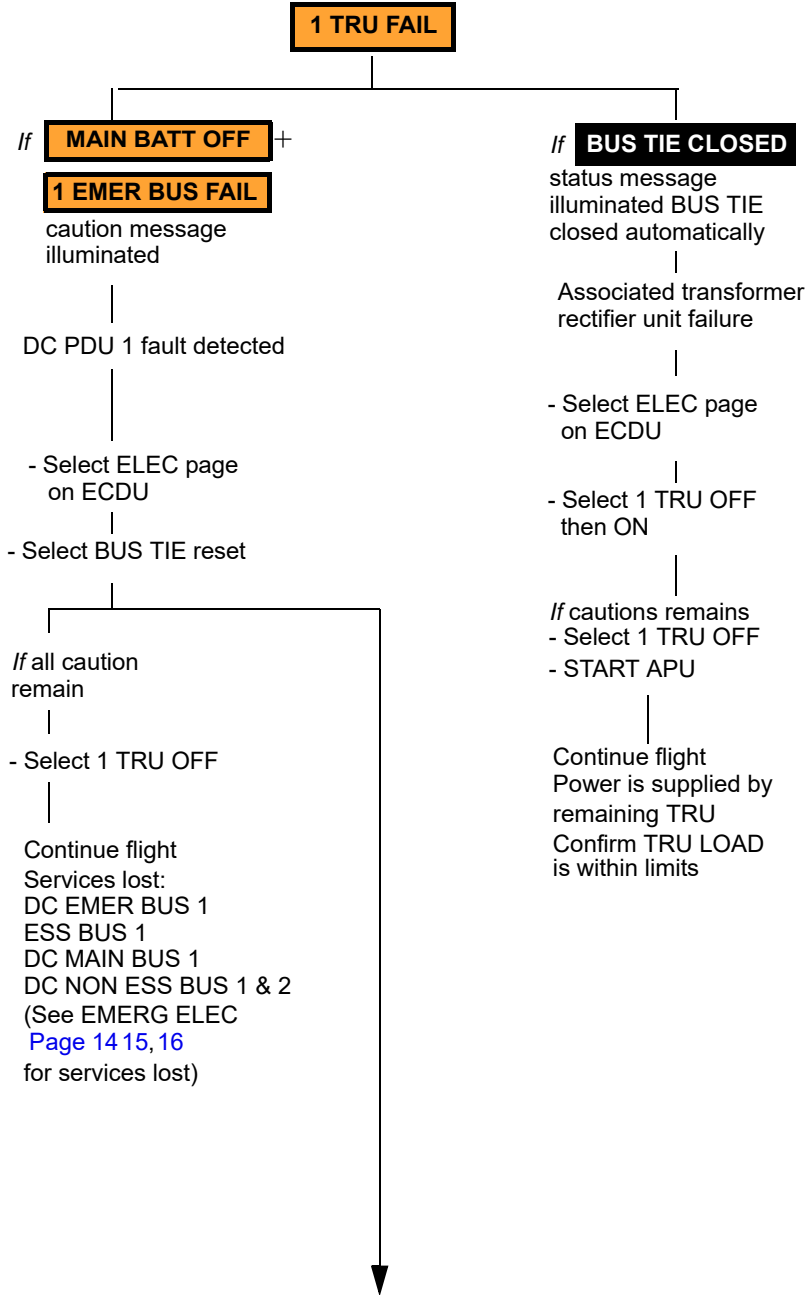 1 TRU FAIL
If MAIN BATT OFF +
1 EMER BUS FAIL
caution message
illuminated
DC PDU 1 fault detected
- Select ELEC page
on ECDU
- Select BUS TIE reset
If all caution
remain
- Select 1 TRU OFF
Continue flight
Services lost:
DC EMER BUS 1
ESS BUS 1
DC MAIN BUS 1
DC NON ESS BUS 1 & 2
(See EMERG ELEC
Page 14 15, 16
for services lost)
If BUS TIE CLOSED
status message
illuminated BUS TIE
closed automatically
Associated transformer
rectifier unit failure
- Select ELEC page
on ECDU
- Select 1 TRU OFF
then ON
If cautions remains
- Select 1 TRU OFF
- START APU
Continue flight
Power is supplied by
remaining TRU
Confirm TRU LOAD
is within limits